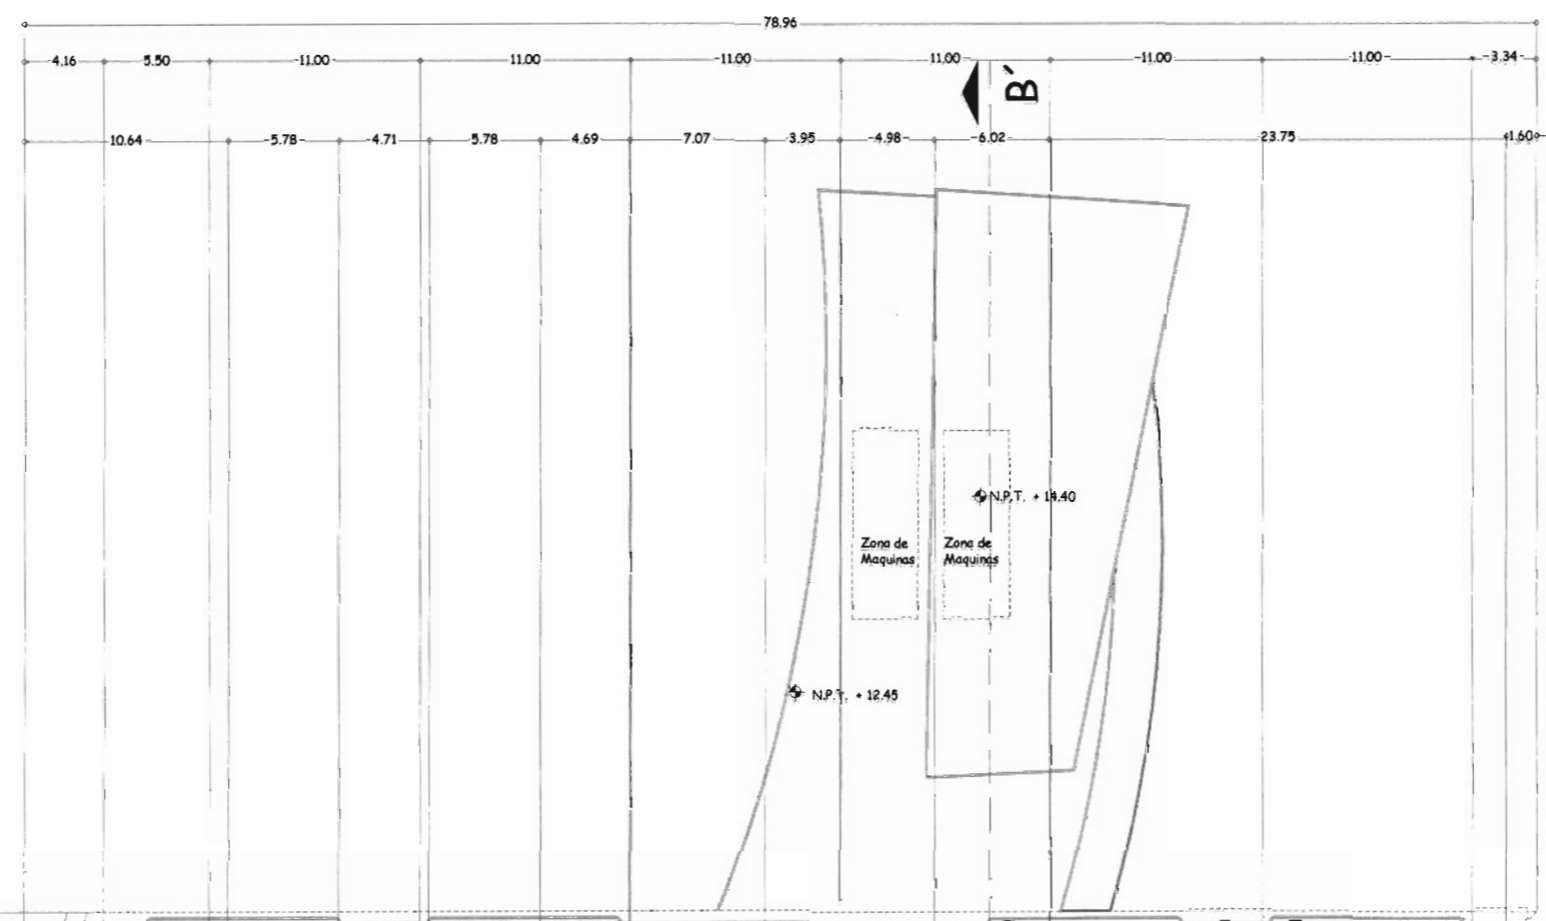 78.96
4.16 5.50 11.00 11.00 11.00 11.00 11.00 11.00 3.34
B´
10.64 5.78 4.71 5.78 4.69 7.07 3.95 4.98 6.02 23.75 1.60
N.P.T. + 14.40
Zona de Zona de
Maquinas Maquinas
N.P.T. + 12.45